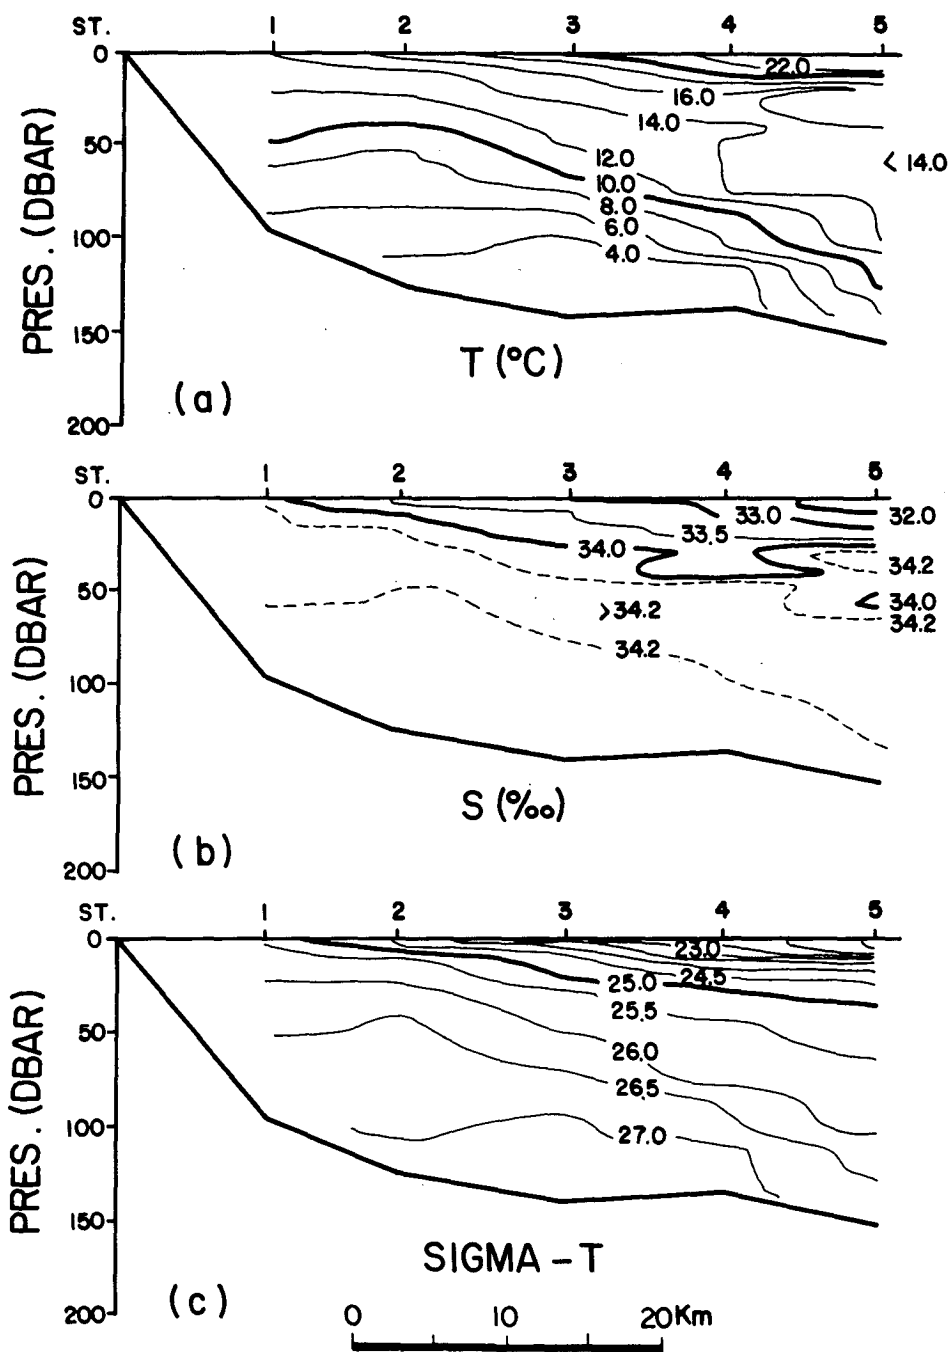 ST. 1 2 3 4 5
0
22.0
16.0
14.0
50
12.0
< 14.0
10.0
8.0
6.0
100
4.0
150
T (°C)
(a)
200
PRES. (DBAR)
ST. 1 2 3 4 5
0
33.0 32.0
33.5
34.0
34.2
50
34.0
>34.2
34.2
34.2
100
150
S (‰)
(b)
200
PRES. (DBAR)
ST. 1 2 3 4 5
0
23.0
25.0 24.5
25.5
50
26.0
26.5
100
27.0
150
SIGMA – T
(c)
200
PRES. (DBAR)
0 10 20Km